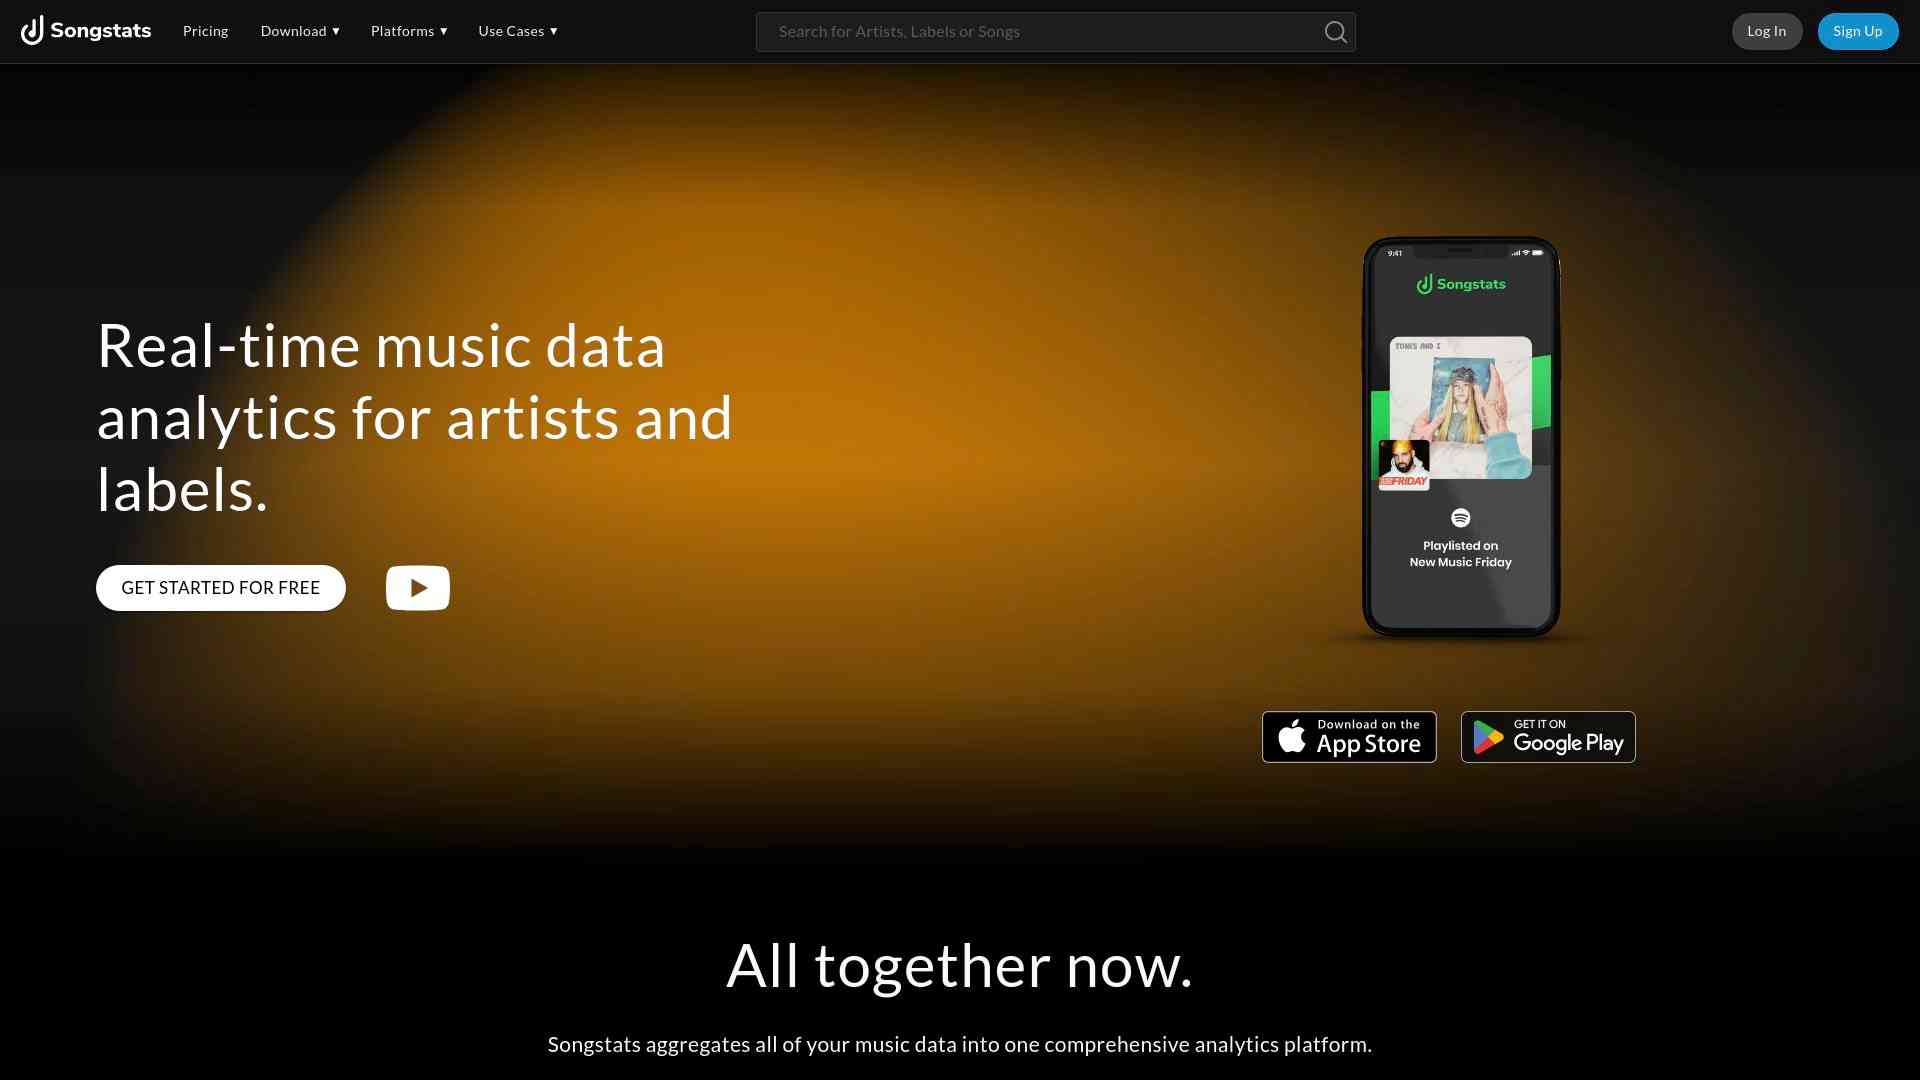 Songstats
Pricing
Download ▾
Platforms ▾
Use Cases ▾
Search for Artists, Labels or Songs
Log In
Sign Up
Real-time music data
analytics for artists and
labels.
GET STARTED FOR FREE
9:41
Songstats
TONES AND I
FRIDAY
Playlisted on
New Music Friday
Download on the
App Store
GET IT ON
Google Play
All together now.
Songstats aggregates all of your music data into one comprehensive analytics platform.